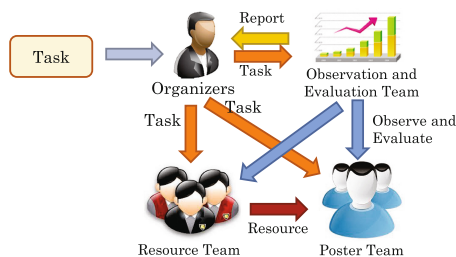 Report
Task
Task
Organizers
Observation and
Evaluation Team
Task
Task
Observe and
Evaluate
Resource
Resource Team
Poster Team